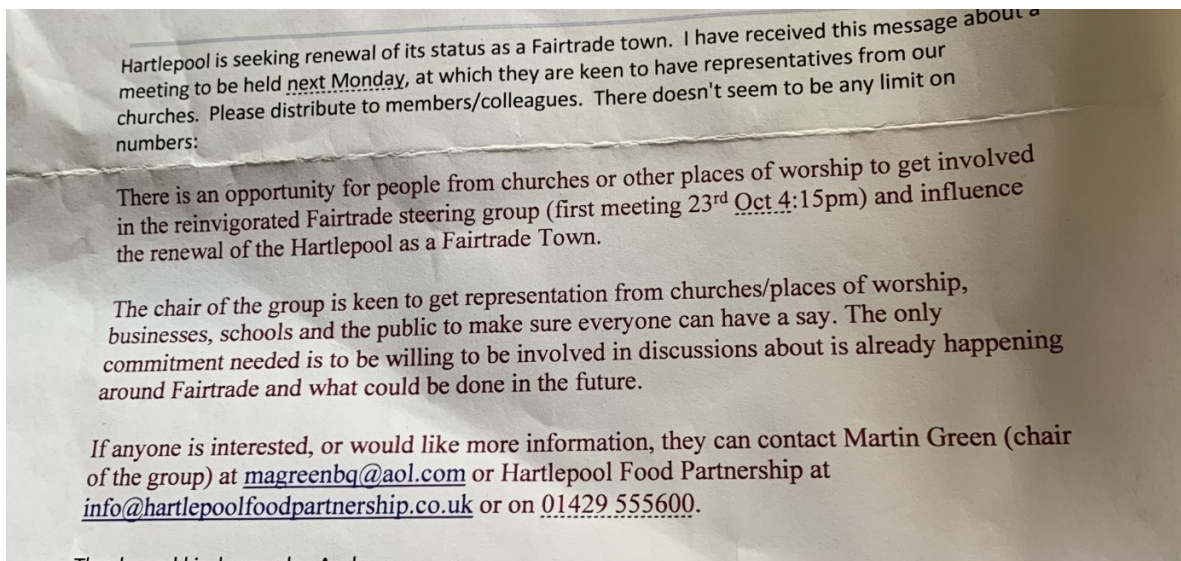 Hartlepool is seeking renewal of its status as a Fairtrade town. I have received this message about a
meeting to be held next Monday, at which they are keen to have representatives from our
churches. Please distribute to members/colleagues. There doesn't seem to be any limit on
numbers:
There is an opportunity for people from churches or other places of worship to get involved
in the reinvigorated Fairtrade steering group (first meeting 23rd Oct 4:15pm) and influence
the renewal of the Hartlepool as a Fairtrade Town.
The chair of the group is keen to get representation from churches/places of worship,
businesses, schools and the public to make sure everyone can have a say. The only
commitment needed is to be willing to be involved in discussions about is already happening
around Fairtrade and what could be done in the future.
If anyone is interested, or would like more information, they can contact Martin Green (chair
of the group) at magreenbq@aol.com or Hartlepool Food Partnership at
info@hartlepoolfoodpartnership.co.uk or on 01429 555600.